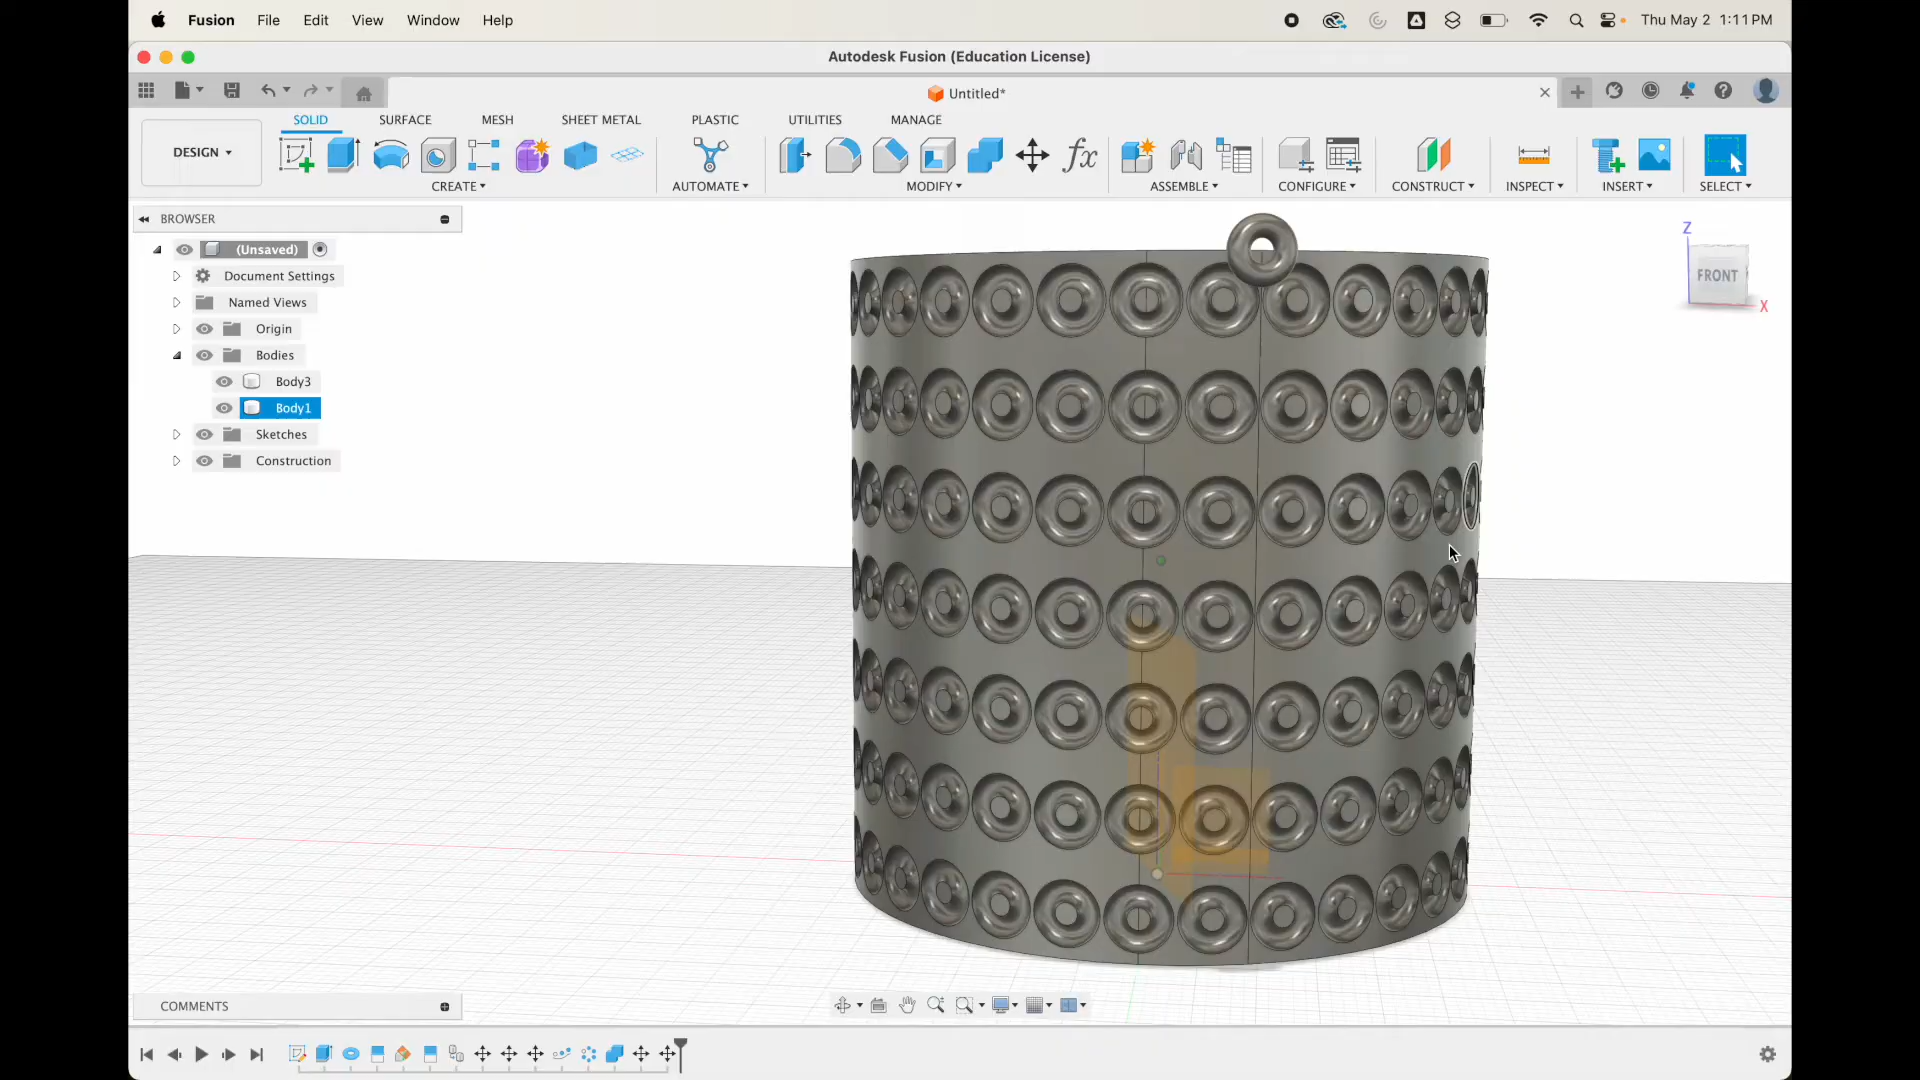 Fusion File Edit View Window Help Thu May 2 1:11 PM
Autodesk Fusion (Education License)
Untitled*
SOLID SURFACE MESH SHEET METAL PLASTIC UTILITIES MANAGE
DESIGN
CREATE AUTOMATE MODIFY ASSEMBLE CONFIGURE CONSTRUCT INSPECT INSERT SELECT
BROWSER
(Unsaved)
Document Settings
Named Views
Origin
Bodies
Body3
Body1
Sketches
Construction
Z
FRONT
X
COMMENTS